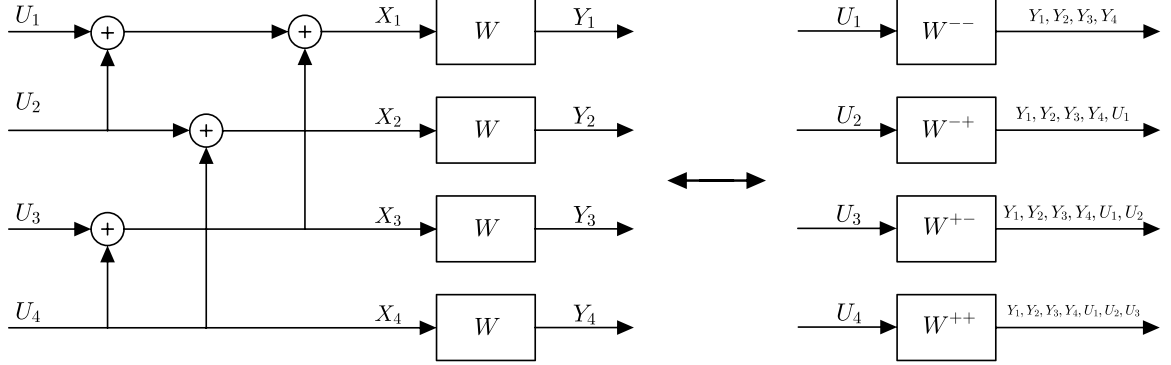 U₁ + + X₁ W Y₁ U₁ W⁻⁻ Y₁, Y₂, Y₃, Y₄
U₂ + X₂ W Y₂ U₂ W⁻⁺ Y₁, Y₂, Y₃, Y₄, U₁
U₃ + X₃ W Y₃ U₃ W⁺⁻ Y₁, Y₂, Y₃, Y₄, U₁, U₂
U₄ X₄ W Y₄ U₄ W⁺⁺ Y₁, Y₂, Y₃, Y₄, U₁, U₂, U₃